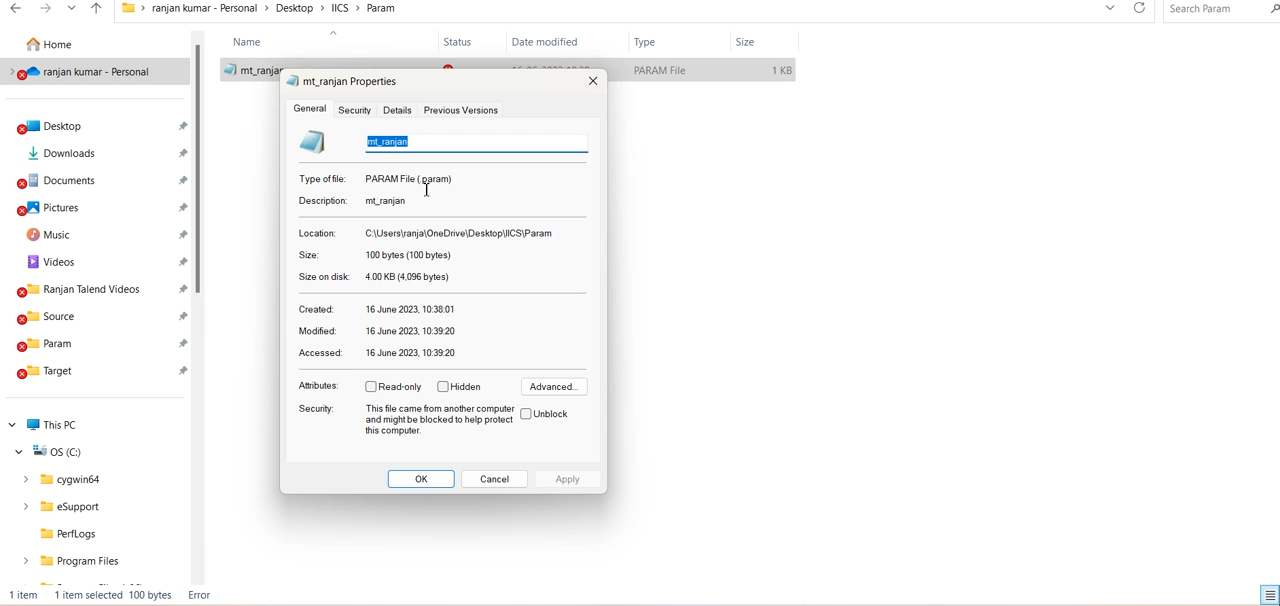 ranjan kumar - Personal > Desktop > IICS > Param
Search Param
Name Status Date modified Type Size
mt_ranjan PARAM File 1 KB
Home
ranjan kumar - Personal
Desktop
Downloads
Documents
Pictures
Music
Videos
Ranjan Talend Videos
Source
Param
Target
This PC
OS (C:)
cygwin64
eSupport
PerfLogs
Program Files
mt_ranjan Properties
General Security Details Previous Versions
mt_ranjan
Type of file: PARAM File (.param)
Description: mt_ranjan
Location: C:\Users\ranja\OneDrive\Desktop\IICS\Param
Size: 100 bytes (100 bytes)
Size on disk: 4.00 KB (4,096 bytes)
Created: 16 June 2023, 10:38:01
Modified: 16 June 2023, 10:39:20
Accessed: 16 June 2023, 10:39:20
Attributes: Read-only Hidden Advanced...
Security: This file came from another computer
and might be blocked to help protect
this computer.
Unblock
OK Cancel Apply
1 item 1 item selected 100 bytes Error